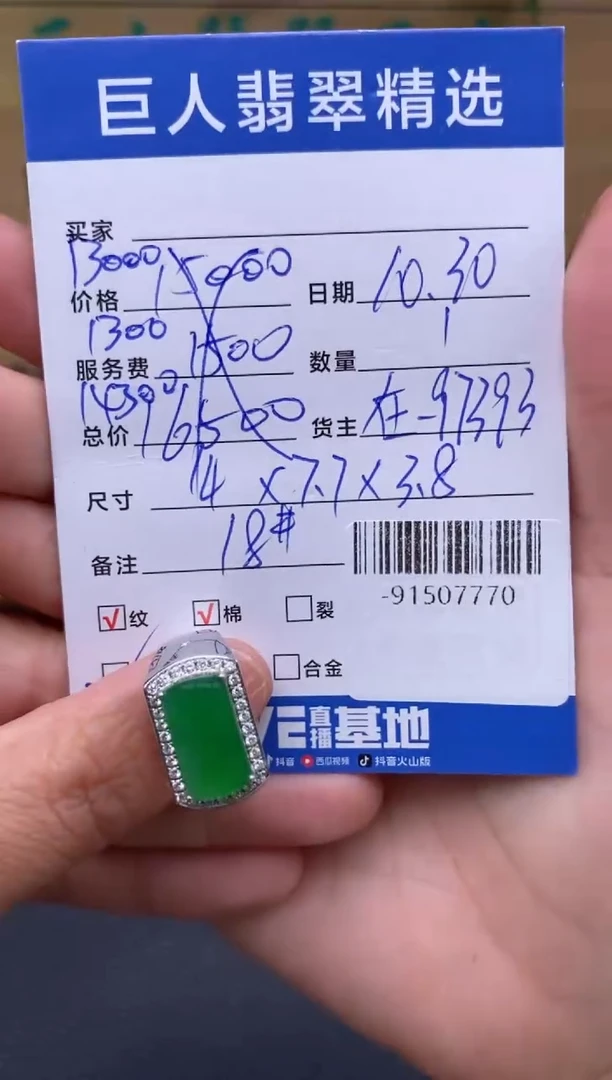 巨人翡翠精选
买家
13000 15000
价格 日期 10.30
1300 1500
服务费 数量 1
14300 16500
总价 货主 在-97393
尺寸 14×7.7×3.8
备注 18#
-91507770
纹 棉 裂
合金
直播基地
抖音 西瓜视频 抖音火山版